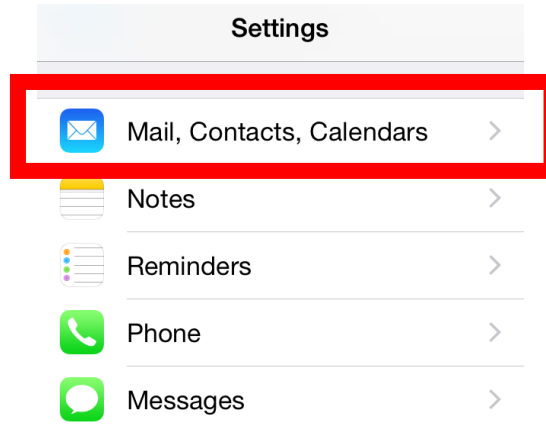 Settings
Mail, Contacts, Calendars
Notes
Reminders
Phone
Messages